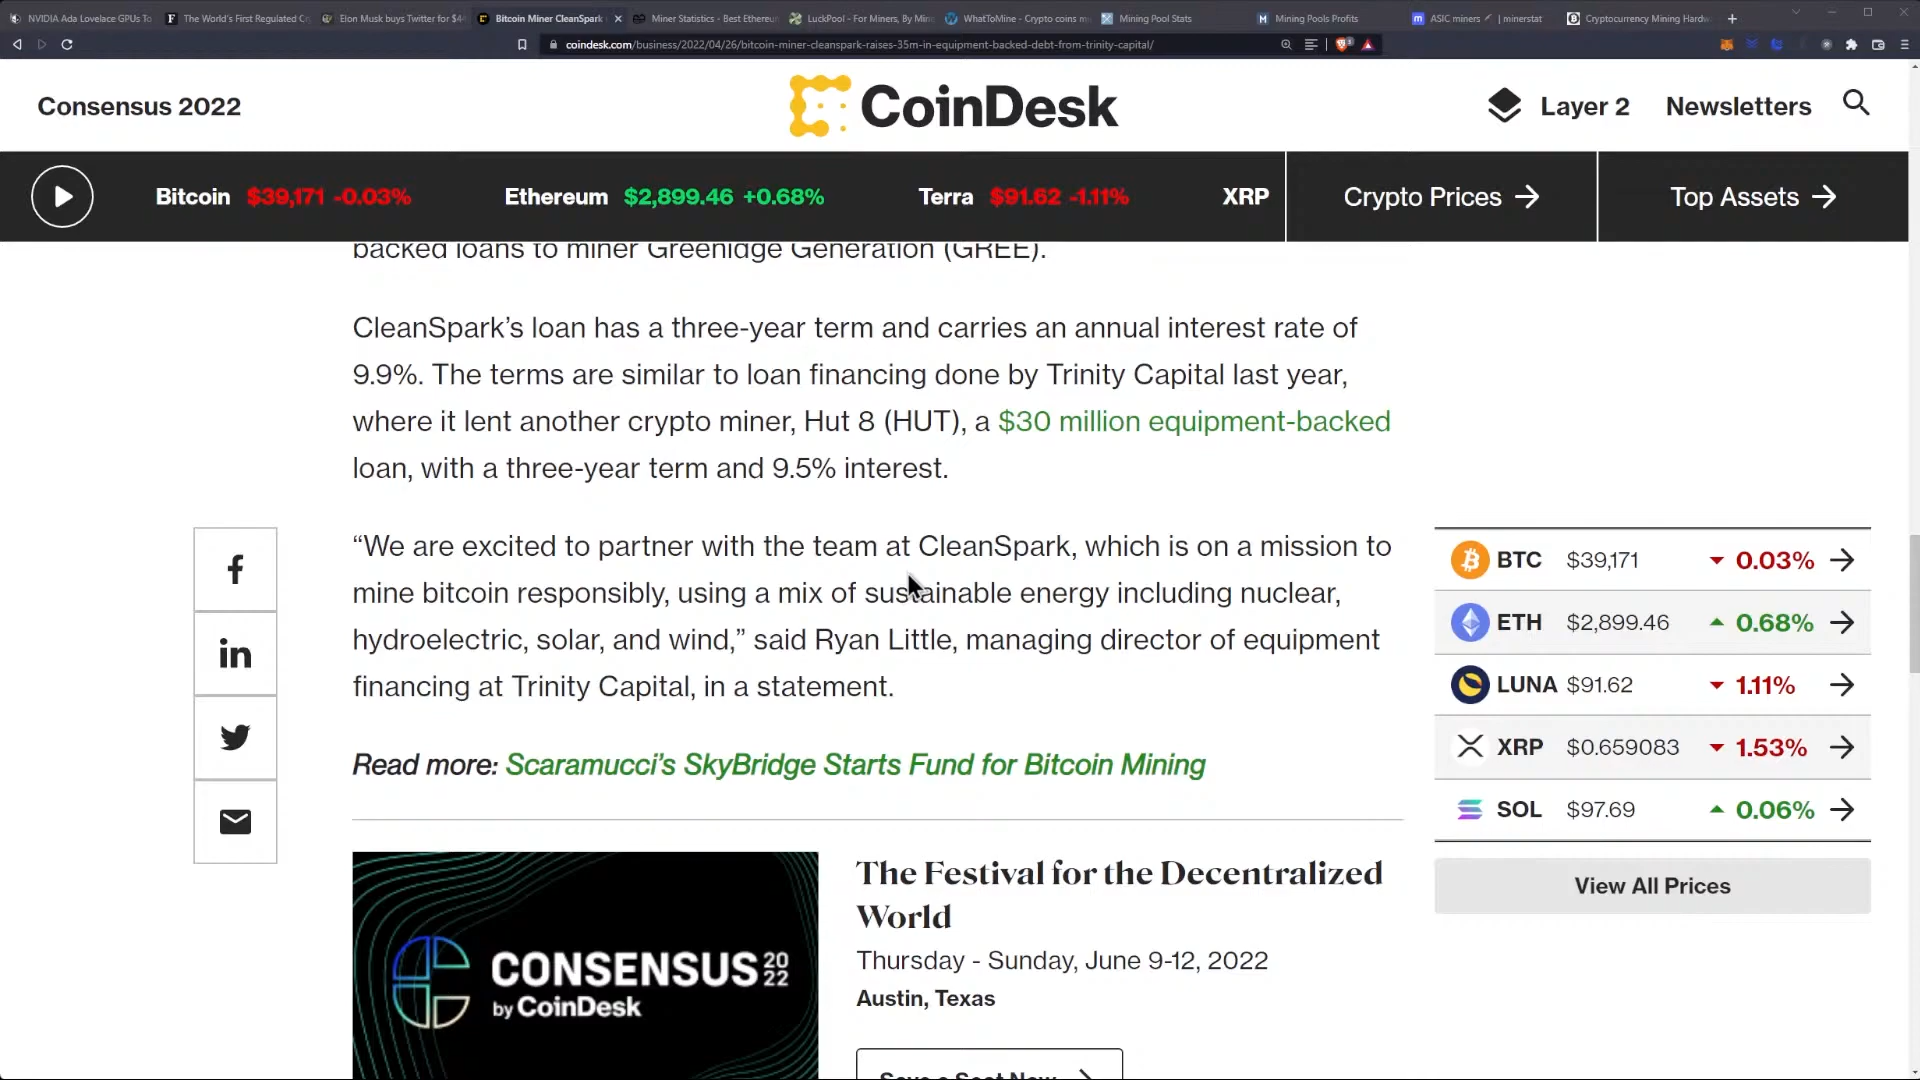 NVIDIA Ada Lovelace GPUs To
The World's First Regulated Cr
Elon Musk buys Twitter for $44
Bitcoin Miner CleanSpark
Miner Statistics - Best Ethereum
LuckPool - For Miners, By Mine
WhatToMine - Crypto coins mi
Mining Pool Stats
Mining Pools Profits
ASIC miners | minerstat
Cryptocurrency Mining Hardw
coindesk.com/business/2022/04/26/bitcoin-miner-cleanspark-raises-35m-in-equipment-backed-debt-from-trinity-capital/
Consensus 2022
CoinDesk
Layer 2
Newsletters
Bitcoin $39,171 -0.03%
Ethereum $2,899.46 +0.68%
Terra $91.62 -1.11%
XRP
Crypto Prices →
Top Assets →
backed loans to miner Greenidge Generation (GREE).
CleanSpark’s loan has a three-year term and carries an annual interest rate of
9.9%. The terms are similar to loan financing done by Trinity Capital last year,
where it lent another crypto miner, Hut 8 (HUT), a $30 million equipment-backed
loan, with a three-year term and 9.5% interest.
“We are excited to partner with the team at CleanSpark, which is on a mission to
mine bitcoin responsibly, using a mix of sustainable energy including nuclear,
hydroelectric, solar, and wind,” said Ryan Little, managing director of equipment
financing at Trinity Capital, in a statement.
Read more: Scaramucci’s SkyBridge Starts Fund for Bitcoin Mining
BTC $39,171 0.03% →
ETH $2,899.46 0.68% →
LUNA $91.62 1.11% →
XRP $0.659083 1.53% →
SOL $97.69 0.06% →
View All Prices
CONSENSUS 2022
by CoinDesk
The Festival for the Decentralized
World
Thursday - Sunday, June 9-12, 2022
Austin, Texas
Save a Seat Now